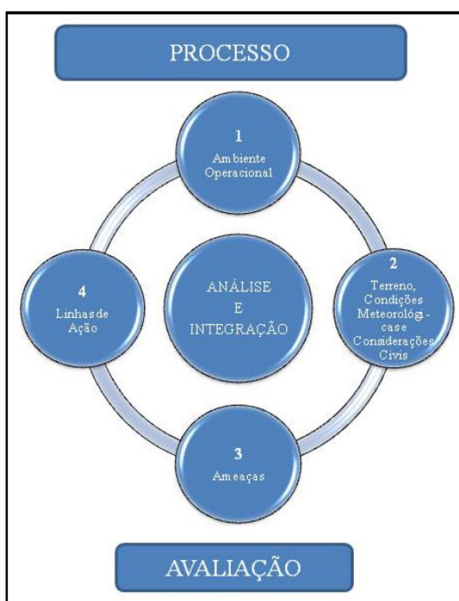 PROCESSO
1
Ambiente
Operacional
2
Terreno,
Condições
Meteorológi-
cas e
Considerações
Civis
ANÁLISE
E
INTEGRAÇÃO
4
Linhas de
Ação
3
Ameaças
AVALIAÇÃO